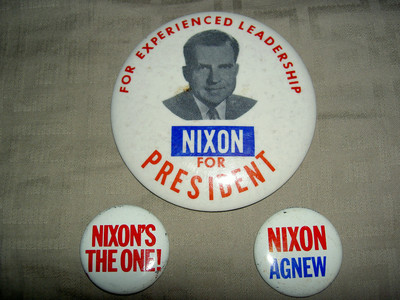 FOR EXPERIENCED LEADERSHIP
NIXON
FOR
PRESIDENT
NIXON'S
THE ONE!
NIXON
AGNEW